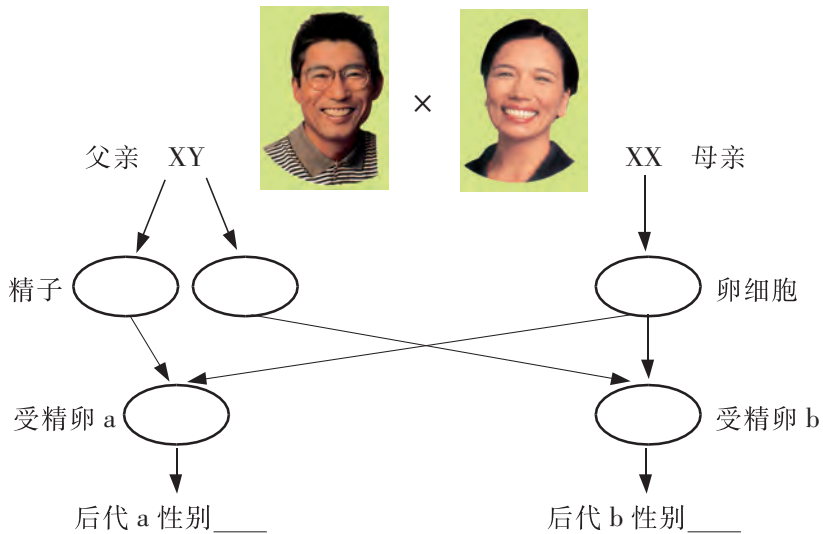 ×
父亲 XY
XX 母亲
精子
卵细胞
受精卵 a
受精卵 b
后代 a 性别____
后代 b 性别____